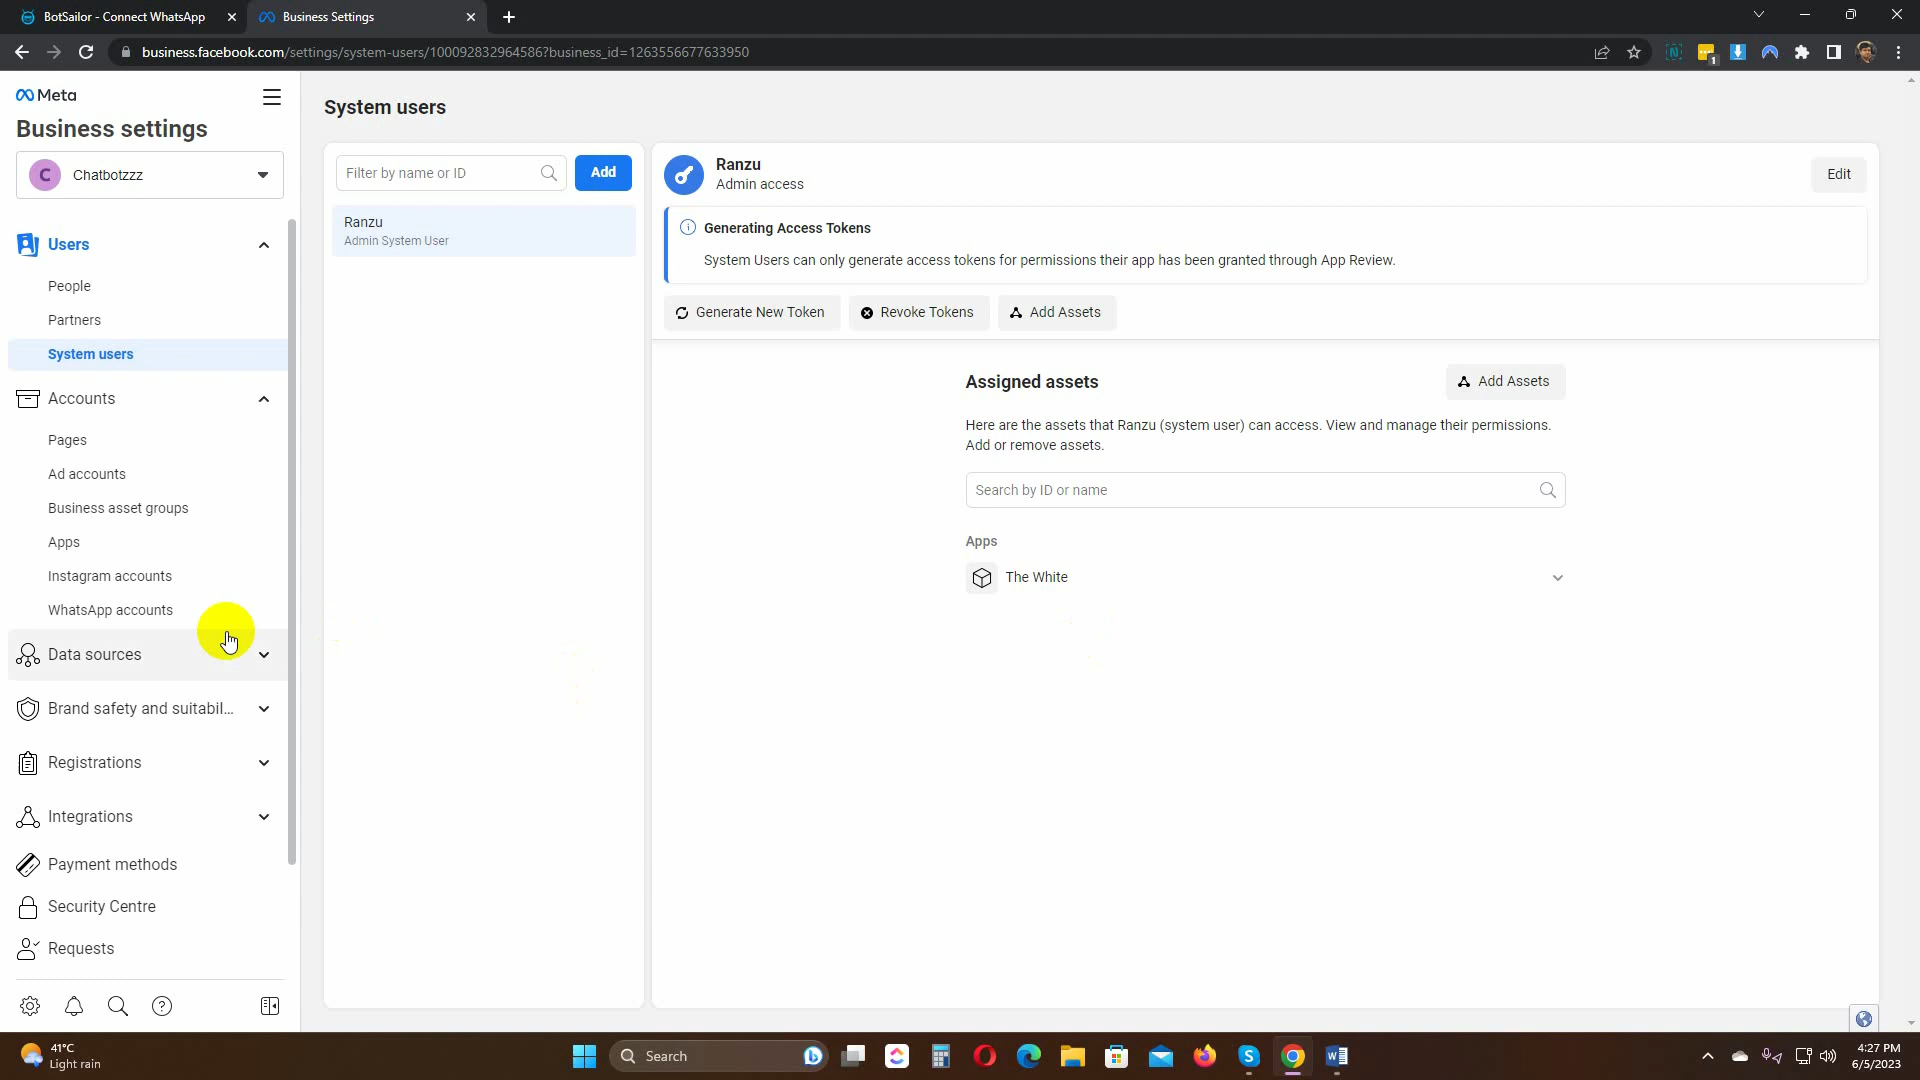 BotSailor - Connect WhatsApp
Business Settings
business.facebook.com/settings/system-users/100092832964586?business_id=1263556677633950
1
Meta
Business settings
C
Chatbotzzz
Users
People
Partners
System users
Accounts
Pages
Ad accounts
Business asset groups
Apps
Instagram accounts
WhatsApp accounts
Data sources
Brand safety and suitabil...
Registrations
Integrations
Payment methods
Security Centre
Requests
System users
Filter by name or ID
Add
Ranzu
Admin System User
Ranzu
Admin access
Edit
Generating Access Tokens
System Users can only generate access tokens for permissions their app has been granted through App Review.
Generate New Token
Revoke Tokens
Add Assets
Assigned assets
Add Assets
Here are the assets that Ranzu (system user) can access. View and manage their permissions.
Add or remove assets.
Search by ID or name
Apps
The White
41°C
Light rain
Search
4:27 PM
6/5/2023